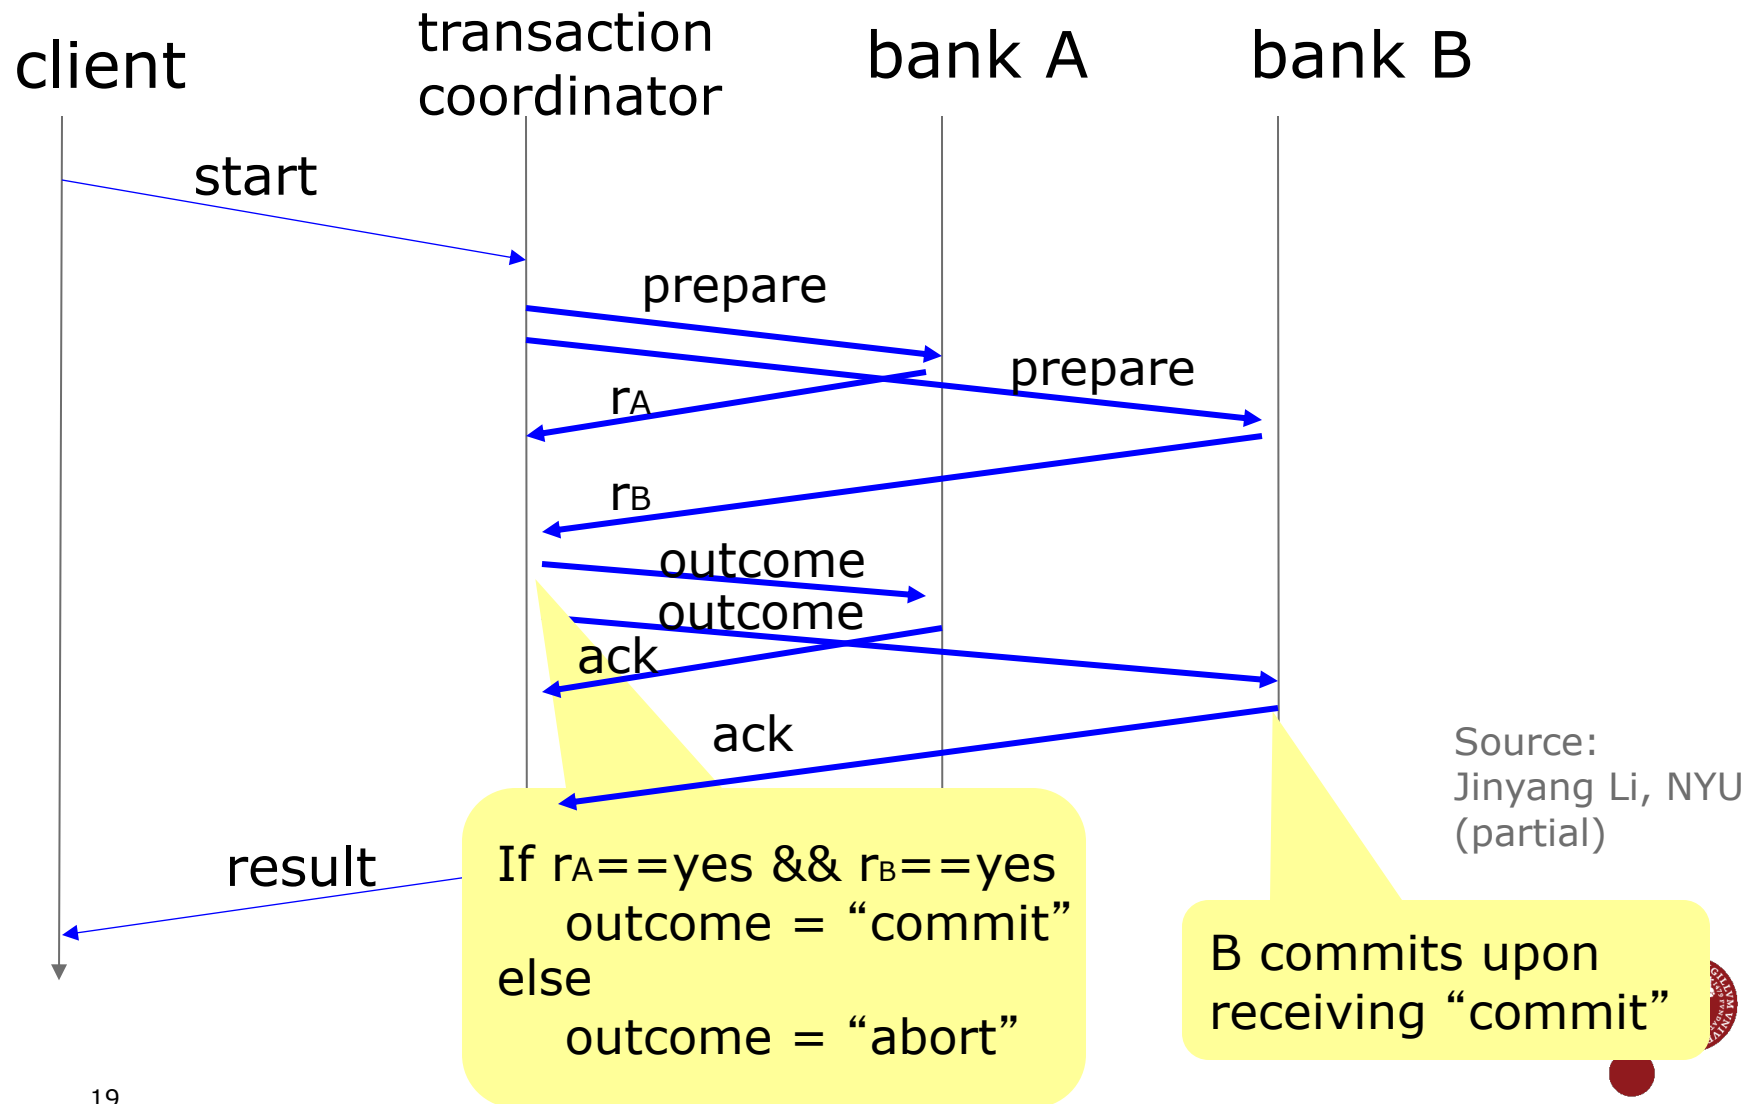 client
transaction
coordinator
bank A
bank B
start
prepare
prepare
rA
rB
outcome
outcome
ack
ack
Source:
Jinyang Li, NYU
(partial)
result
If rA==yes && rB==yes
outcome = “commit”
else
outcome = “abort”
B commits upon
receiving “commit”
19